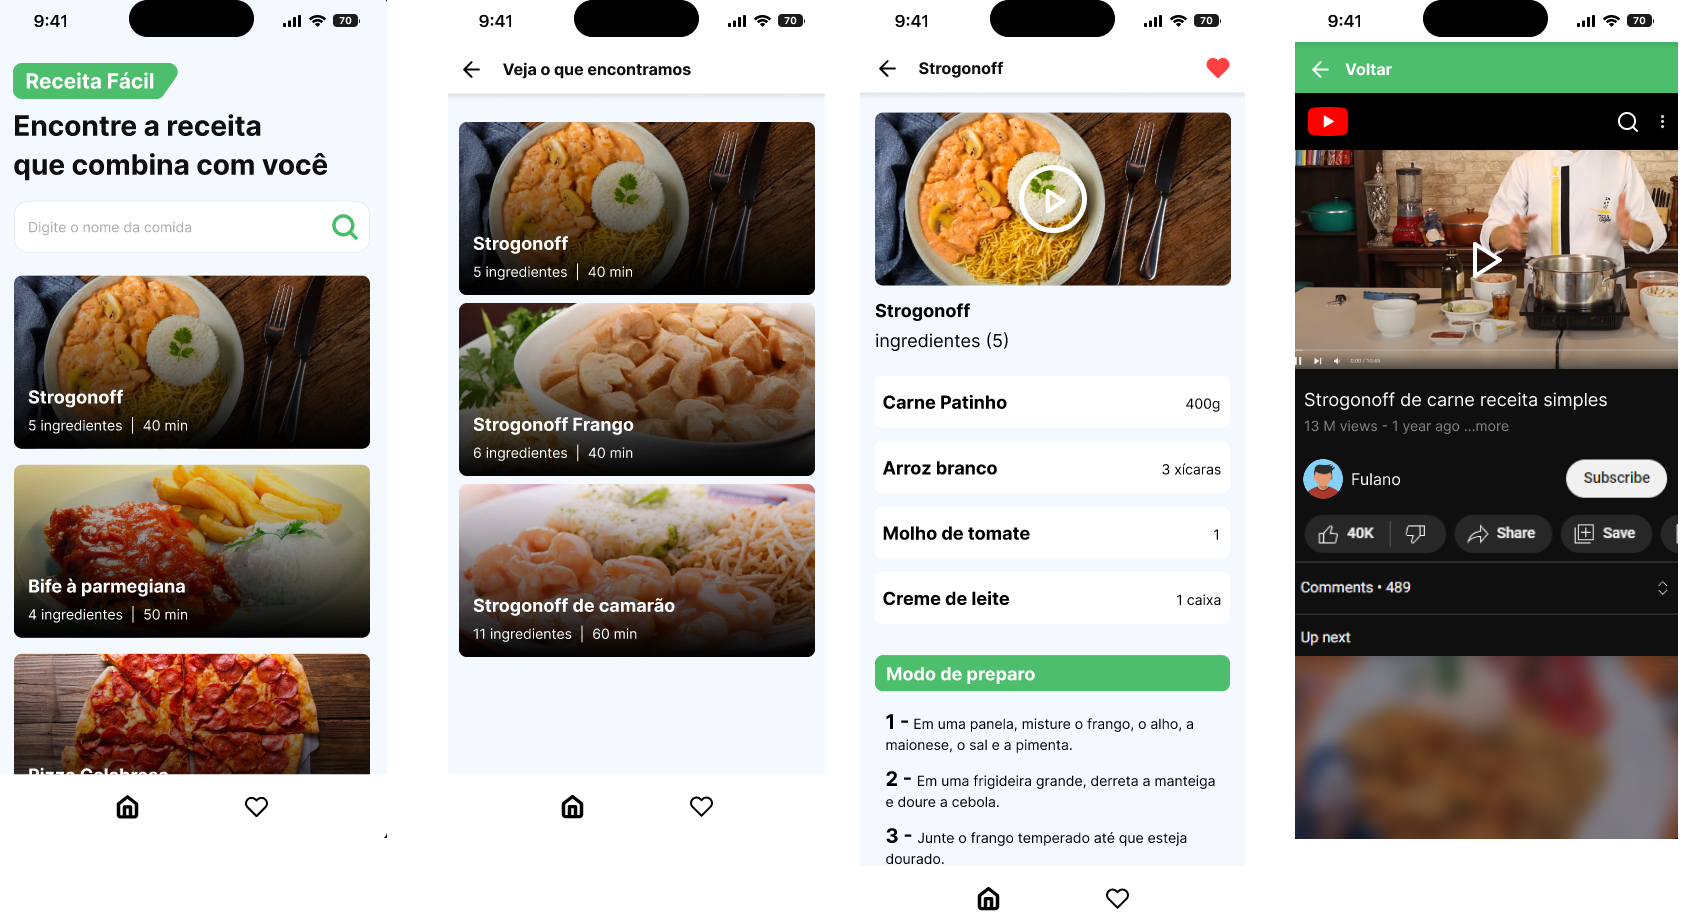 9:41
70
Receita Fácil
Encontre a receita
que combina com você
Digite o nome da comida
Strogonoff
5 ingredientes | 40 min
Bife à parmegiana
4 ingredientes | 50 min
Pizza Calabresa
9:41
70
Veja o que encontramos
Strogonoff
5 ingredientes | 40 min
Strogonoff Frango
6 ingredientes | 40 min
Strogonoff de camarão
11 ingredientes | 60 min
9:41
70
Strogonoff
Strogonoff
ingredientes (5)
Carne Patinho 400g
Arroz branco 3 xícaras
Molho de tomate 1
Creme de leite 1 caixa
Modo de preparo
1 - Em uma panela, misture o frango, o alho, a
maionese, o sal e a pimenta.
2 - Em uma frigideira grande, derreta a manteiga
e doure a cebola.
3 - Junte o frango temperado até que esteja
dourado.
9:41
70
Voltar
Strogonoff de carne receita simples
13 M views - 1 year ago ...more
Fulano
Subscribe
40K
Share
Save
Comments • 489
Up next